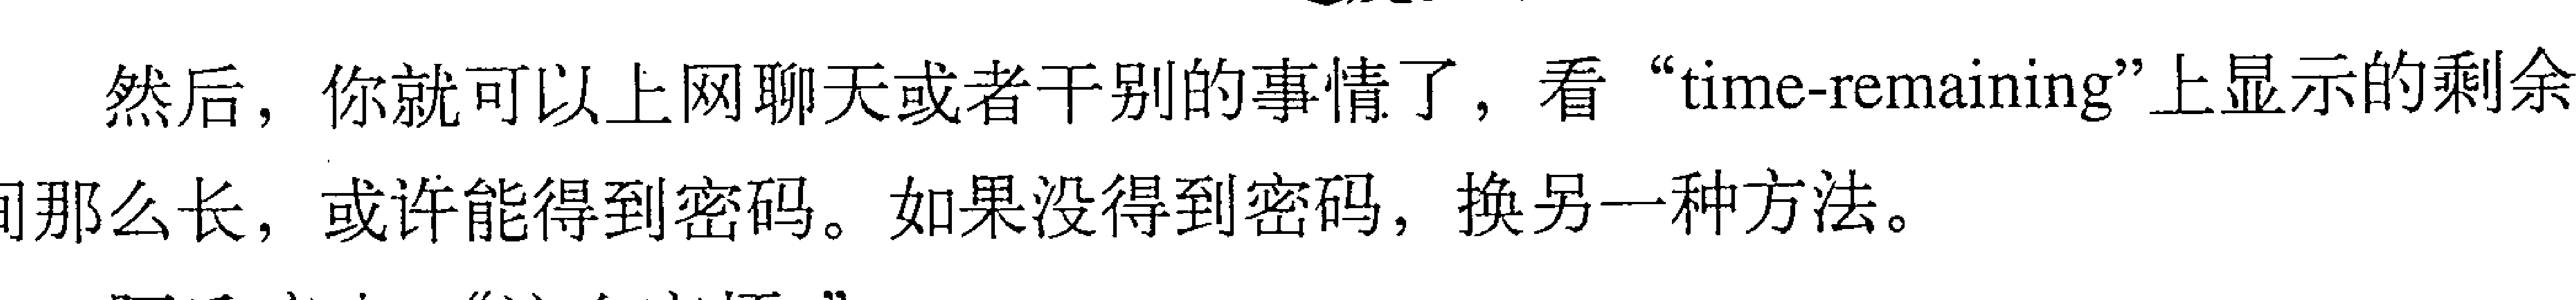 然后，你就可以上网聊天或者干别的事情了，看“time-remaining”上显示的剩余
那么长，或许能得到密码。如果没得到密码，换另一种方法。